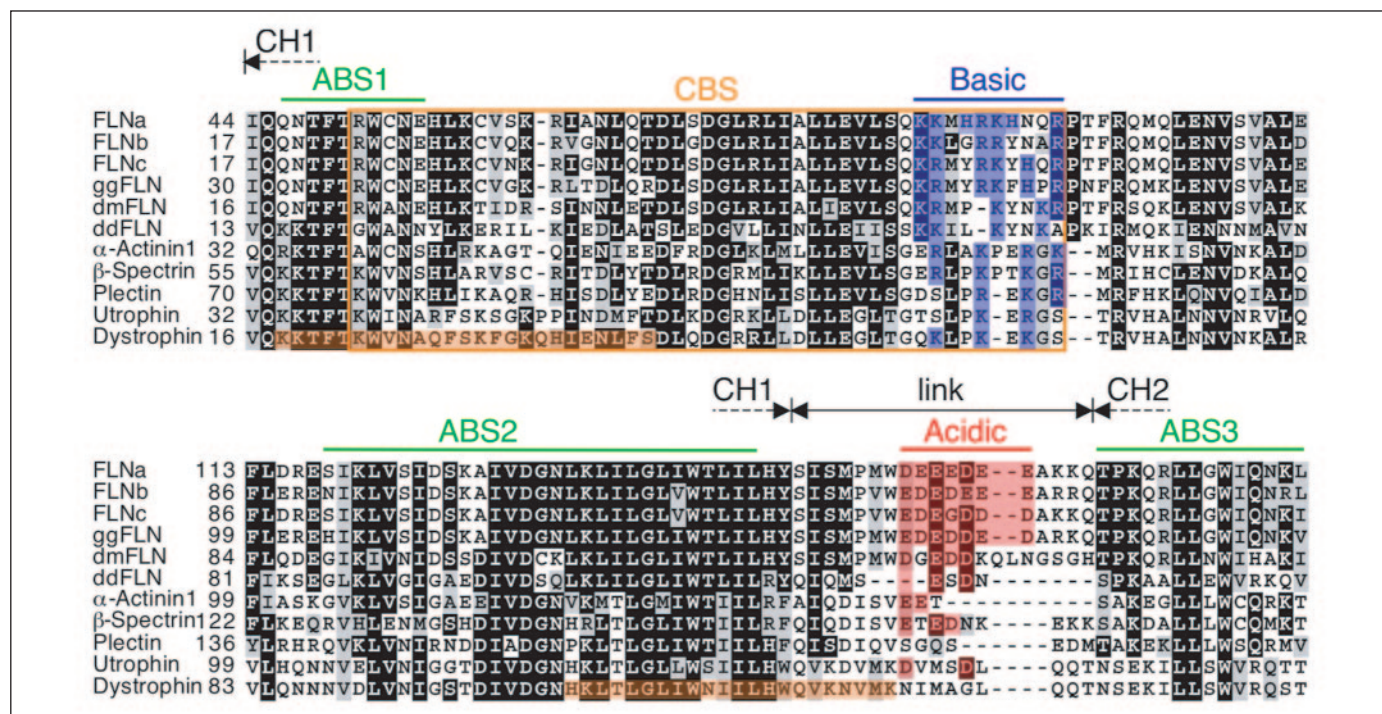 CH1
ABS1 CBS Basic
FLNa 44 IQQNTFTRWCNEHLKCVSK-RIANLQTDLSDGLRLIALLEVLSQKKMHRKHNQRPTFRQMQLENVSVALE
FLNb 17 IQQNTFTRWCNEHLKCVQK-RVGNLQTDLGDGLRLIALLEVLSQKKLGRRYNARPTFRQMQLENVSVALD
FLNc 17 IQQNTFTRWCNEHLKCVNK-RIGNLQTDLSDGLRLIALLEVLSQKRMYRKYHQRPTFRQMQLENVSVALE
ggFLN 30 IQQNTFTRWCNEHLKCVGK-RLTDLQRDLSDGLRLIALLEVLSQKRMYRKFHPRPNFRQMKLENVSVALE
dmFLN 16 IQQNTFTRWANEHLKTIDR-SINNLETDLSDGLRLIALIEVLSQKRMP-KYNKRPTFRSQKLENVSVALK
ddFLN 13 VQKKTFTGWANNYLKERIL-KIEDLATSLEDGVLLINLLEIISSKKIL-KYNKAPKIRMQKIENNNMAVN
α-Actinin1 32 QQRKTFTAWCNSHLRKAGT-QIENIEEDFRDGLKLMLLLEVISGERLAKPERGK--MRVHKISNVNKALD
β-Spectrin 55 VQKKTFTKWVNSHLARVSC-RITDLYTDLRDGRMLIKLLEVLSGERLPKPTKGR--MRIHCLENVDKALQ
Plectin 70 VQKKTFTKWVNKHLIKAQR-HISDLYEDLRDGHNLISLLEVLSGDSLPR-EKGR--MRFHKLQNVQIALD
Utrophin 32 VQKKTFTKWINARFSKSGKPPINDMFTDLKDGRKLLDLLEGLTGTSLPK-ERGS--TRVHALNNVNRVLQ
Dystrophin 16 VQKKTFTKWVNAQFSKFGKQHIENLFSDLQDGRRLLDLLEGLTGQKLPK-EKGS--TRVHALNNVNKALR
CH1 link CH2
ABS2 Acidic ABS3
FLNa 113 FLDRESIKLVSIDSKAIVDGNLKLILGLIWTLILHYSISMPMWDEEEDE--EAKKQTPKQRLLGWIQNKL
FLNb 86 FLERENIKLVSIDSKAIVDGNLKLILGLVWTLILHYSISMPVWEDEDEE--EARRQTPKQRLLGWIQNRL
FLNc 86 FLDREHIKLVSIDSKAIVDGNLKLILGLVWTLILHYSISMPMWEDEGDD--DAKKQTPKQRLLGWIQNKI
ggFLN 99 FLEREHIKLVSIDSKAIVDGNLKLILGLIWTLILHYSISMPMWEDEDDE--DARKQTPKQRLLGWIQNKV
dmFLN 84 FLQDEGIKIVNIDSSDIVDCKLKLILGLIWTLILHYSISMPMWDGEDDKQLNGSGHTPKQRLLNWIHAKI
ddFLN 81 FIKSEGLKLVGIGAEDIVDSQLKLILGLIWTLILRYQIQMS----ESDN-------SPKAALLEWVRKQV
α-Actinin1 99 FIASKGVKLVSIGAEEIVDGNVKMTLGMIWTIILRFAIQDISVEET----------SAKEGLLLWCQRKT
β-Spectrin122 FLKEQRVHLENMGSHDIVDGNHRLTLGLIWTIILRFQIQDISVETEDNK----EKKSAKDALLLWCQMKT
Plectin 136 YLRHRQVKLVNIRNDDIADGNPKLTLGLIWTIILHFQISDIQVSGQS------EDMTAKEKLLLWSQRMV
Utrophin 99 VLHQNNVELVNIGGTDIVDGNHKLTLGLLWSIILHWQVKDVMKDVMSDL----QQTNSEKILLSWVRQTT
Dystrophin 83 VLQNNNVDLVNIGSTDIVDGNHKLTLGLIWNIILHWQVKNVMKNIMAGL----QQTNSEKILLSWVRQST